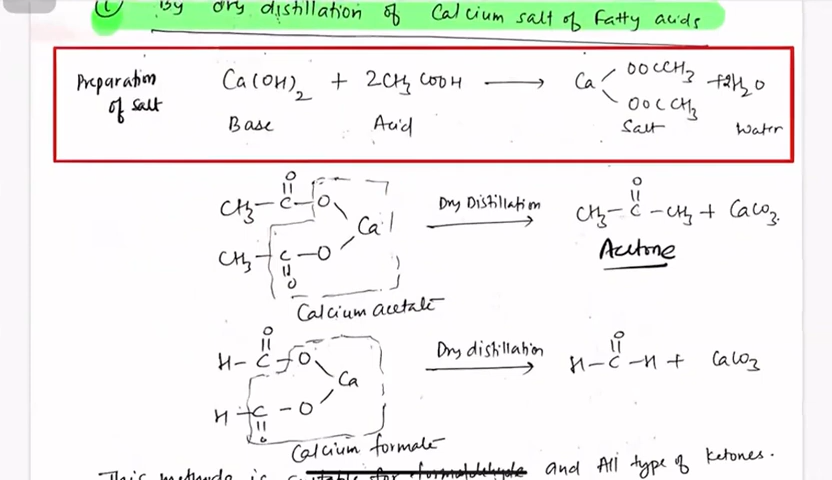 ① By dry distillation of Calcium salt of Fatty acids
Preparation of salt
Ca(OH)₂ + 2CH₃COOH ⟶ Ca OOCCH₃ OOCCH₃ + 2H₂O
Base Acid Salt Water
O O
CH₃–C–O Dry Distillation CH₃–C–CH₃ + CaCO₃
Ca
CH₃–C–O Acetone
O
Calcium acetate
O O
H–C–O Dry distillation H–C–H + CaCO₃
Ca
H–C–O
O
Calcium formate
This methode is suitable for formaldehyde and All type of ketones.